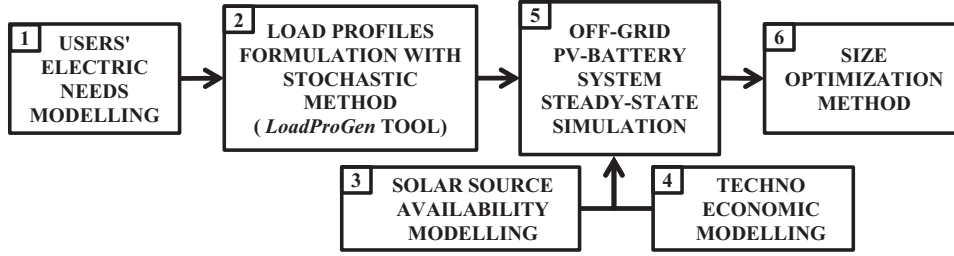 1
USERS'
ELECTRIC
NEEDS
MODELLING
2
LOAD PROFILES
FORMULATION WITH
STOCHASTIC
METHOD
( LoadProGen TOOL)
5
OFF-GRID
PV-BATTERY
SYSTEM
STEADY-STATE
SIMULATION
6
SIZE
OPTIMIZATION
METHOD
3
SOLAR SOURCE
AVAILABILITY
MODELLING
4
TECHNO
ECONOMIC
MODELLING